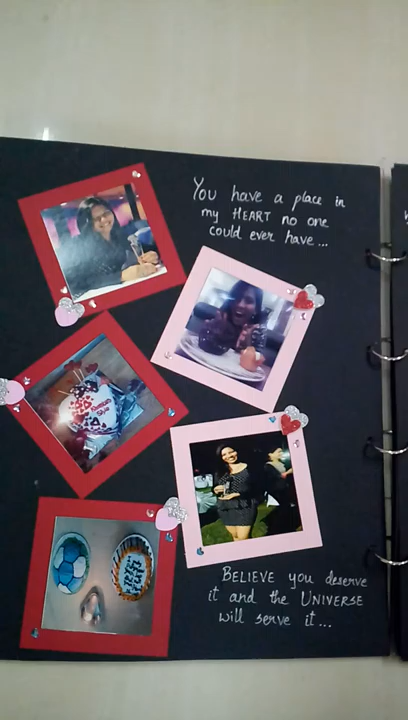 You have a place in
my HEART no one
could ever have...
BELIEVE you deserve
it and the UNIVERSE
will serve it...